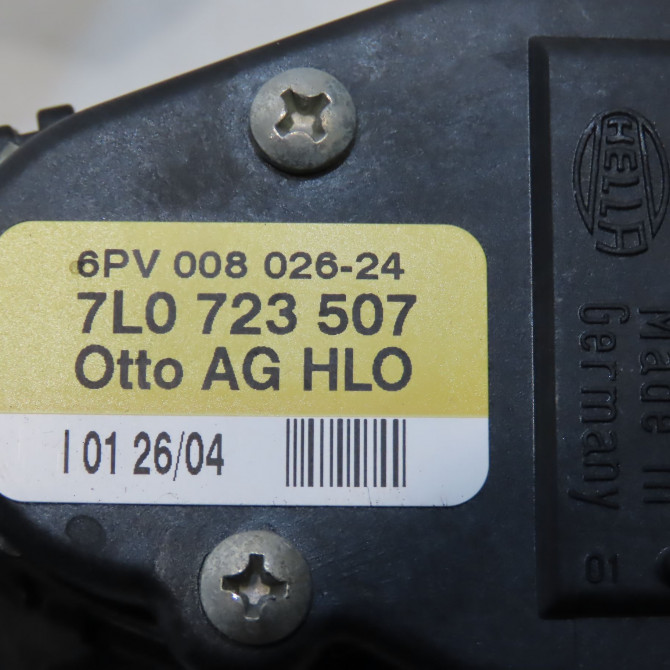 6PV 008 026-24
7L0 723 507
Otto AG HLO
I 01 26/04
HELLA
Made in
Germany
01